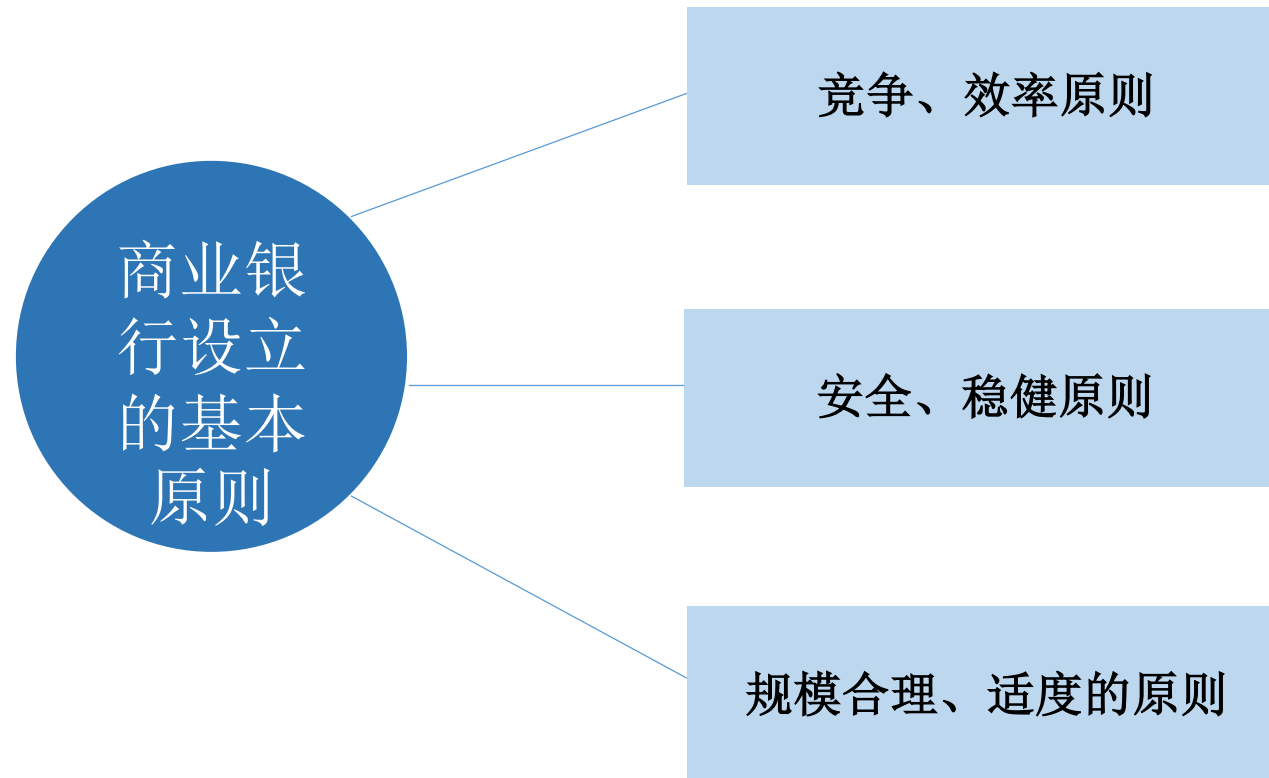 商业银
行设立
的基本
原则
竞争、效率原则
安全、稳健原则
规模合理、适度的原则